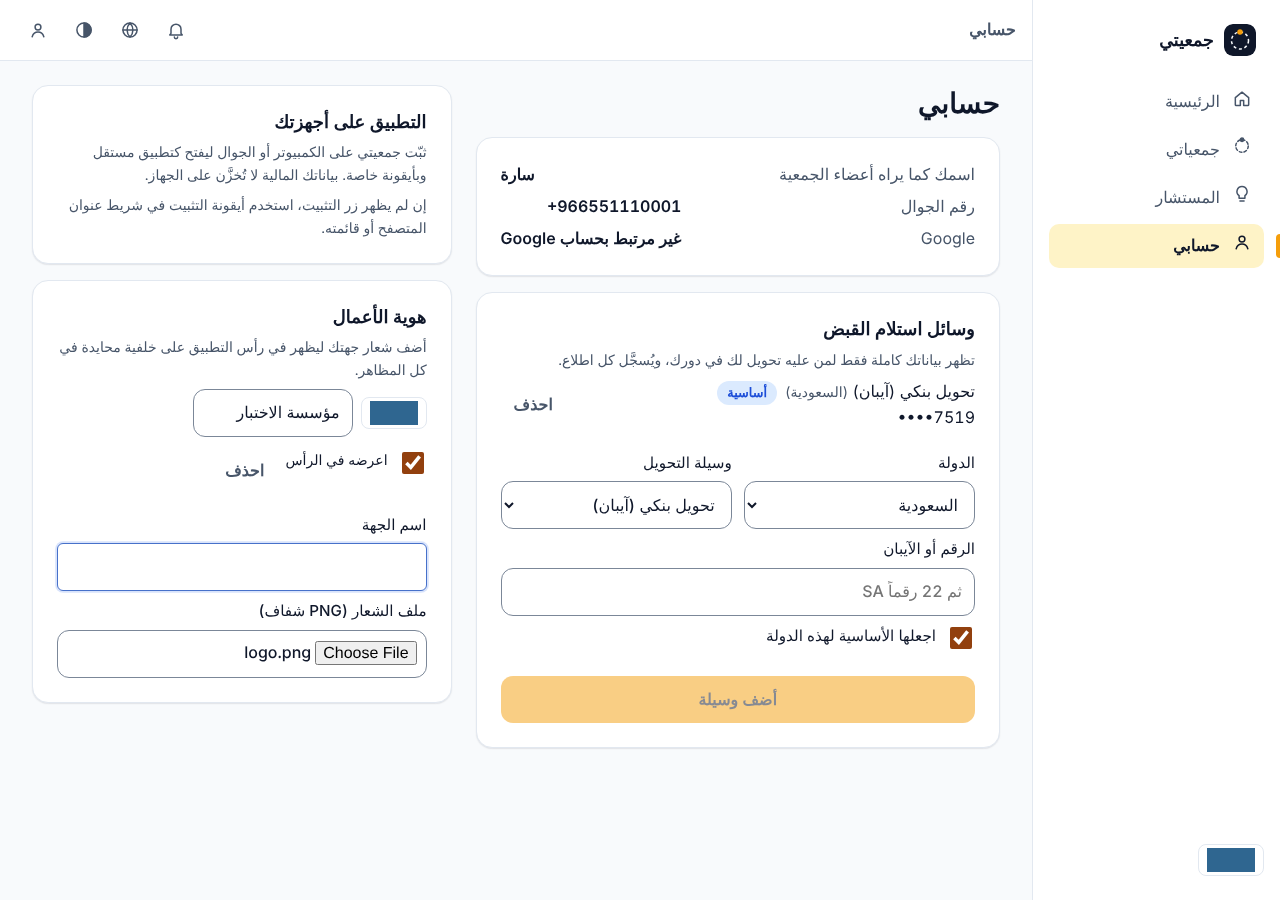 جمعيتي
الرئيسية
جمعياتي
المستشار
حسابي
حسابي
حسابي
اسمك كما يراه أعضاء الجمعية
سارة
رقم الجوال
+966551110001
Google
غير مرتبط بحساب Google
وسائل استلام القبض
تظهر بياناتك كاملة فقط لمن عليه تحويل لك في دورك، ويُسجَّل كل اطلاع.
تحويل بنكي (آيبان) (السعودية) أساسية
••••7519
احذف
الدولة
وسيلة التحويل
السعودية
تحويل بنكي (آيبان)
الرقم أو الآيبان
SA ثم 22 رقماً
اجعلها الأساسية لهذه الدولة
أضف وسيلة
التطبيق على أجهزتك
ثبّت جمعيتي على الكمبيوتر أو الجوال ليفتح كتطبيق مستقل
وبأيقونة خاصة. بياناتك المالية لا تُخزَّن على الجهاز.
إن لم يظهر زر التثبيت، استخدم أيقونة التثبيت في شريط عنوان
المتصفح أو قائمته.
هوية الأعمال
أضف شعار جهتك ليظهر في رأس التطبيق على خلفية محايدة في
كل المظاهر.
مؤسسة الاختبار
اعرضه في الرأس
احذف
اسم الجهة
ملف الشعار (PNG شفاف)
Choose File logo.png